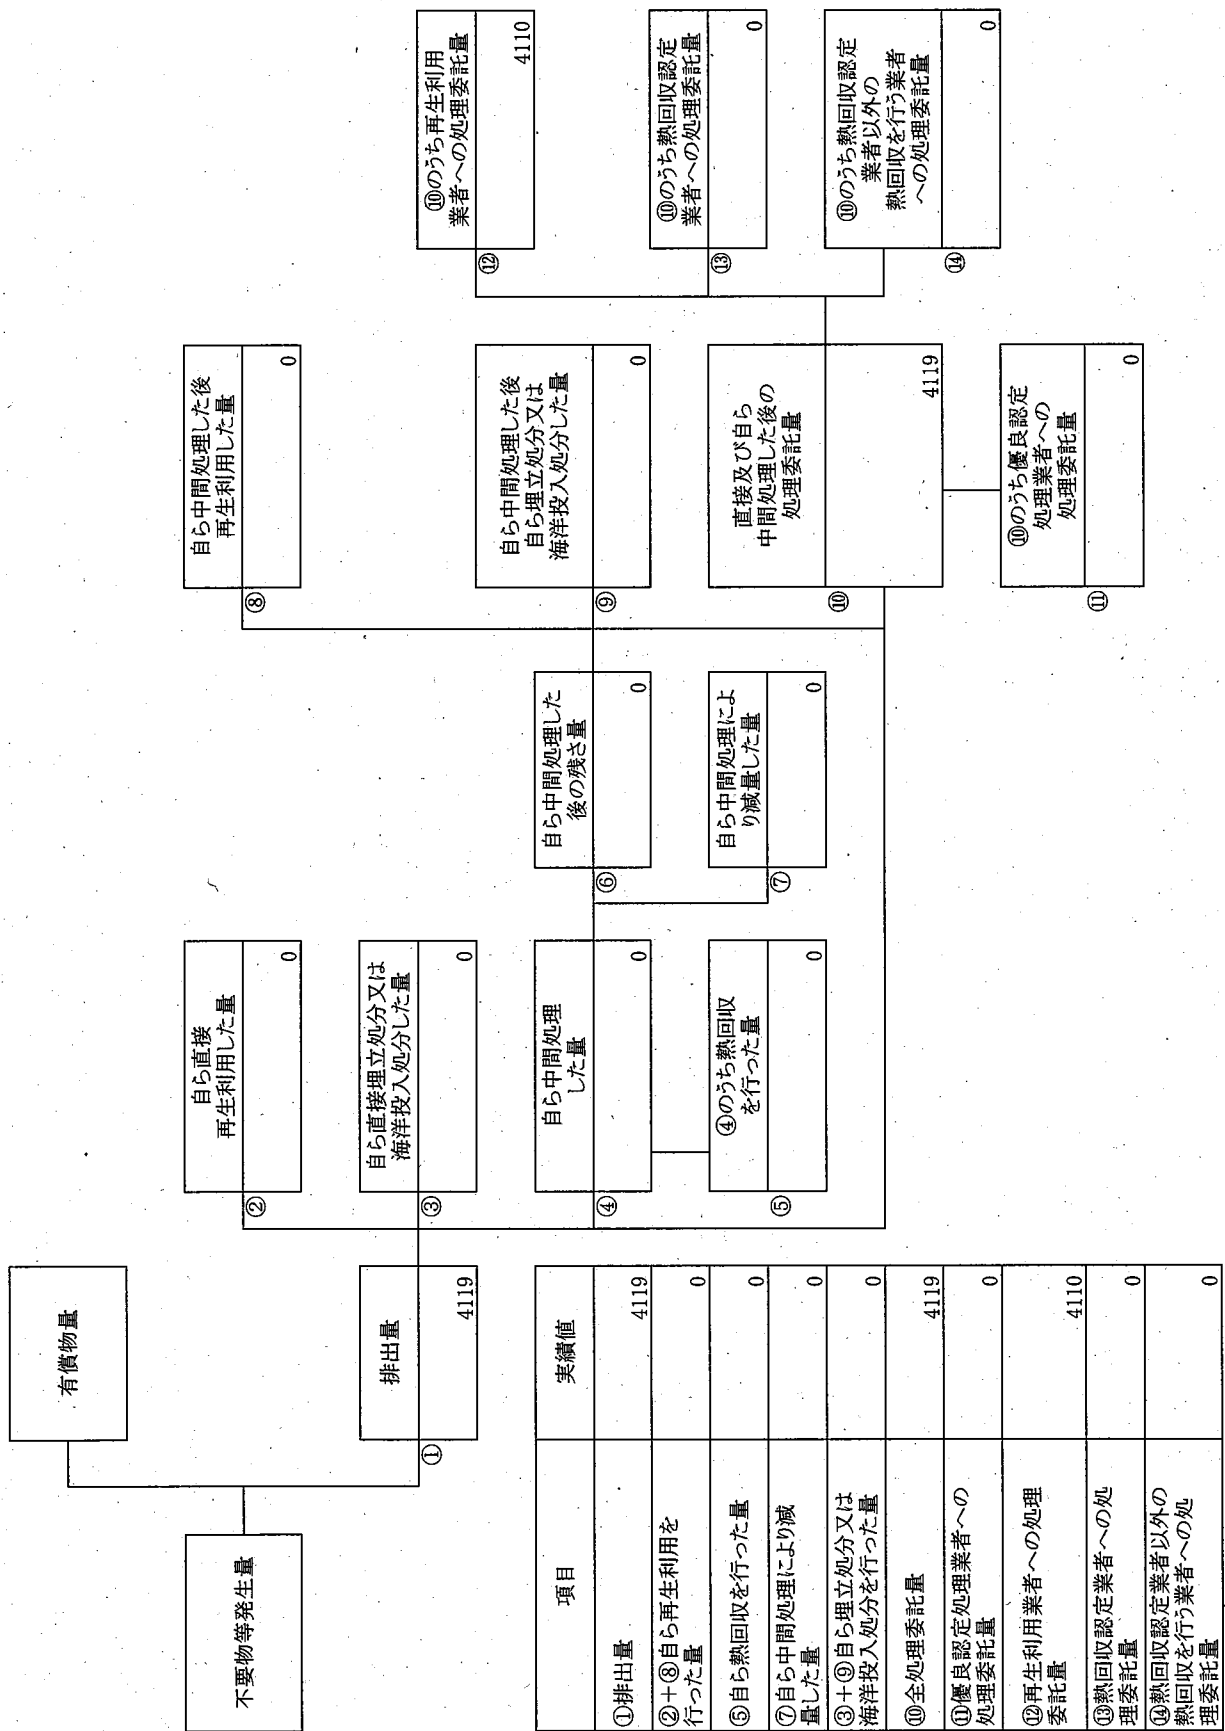 有償物量
不要物等発生量
①
排出量
4119
②
自ら直接
再生利用した量
0
③
自ら直接埋立処分又は
海洋投入処分した量
0
④
自ら中間処理
した量
0
⑤
④のうち熱回収
を行った量
0
⑥
自ら中間処理した
後の残さ量
0
⑦
自ら中間処理によ
り減量した量
0
⑧
自ら中間処理した後
再生利用した量
0
⑨
自ら中間処理した後
自ら埋立処分又は
海洋投入処分した量
0
⑩
直接及び自ら
中間処理した後の
処理委託量
4119
⑪
⑩のうち優良認定
処理業者への
処理委託量
0
⑫
⑩のうち再生利用
業者への処理委託量
4110
⑬
⑩のうち熱回収認定
業者への処理委託量
0
⑭
⑩のうち熱回収認定
業者以外の
熱回収を行う業者
への処理委託量
0
項目 実績値
①排出量 4119
②+⑧自ら再生利用を
行った量 0
⑤自ら熱回収を行った量 0
⑦自ら中間処理により減
量した量 0
③+⑨自ら埋立処分又は
海洋投入処分を行った量 0
⑩全処理委託量 4119
⑪優良認定処理業者への
処理委託量 0
⑫再生利用業者への処理
委託量 4110
⑬熱回収認定業者への処
理委託量 0
⑭熱回収認定業者以外の
熱回収を行う業者への処
理委託量 0